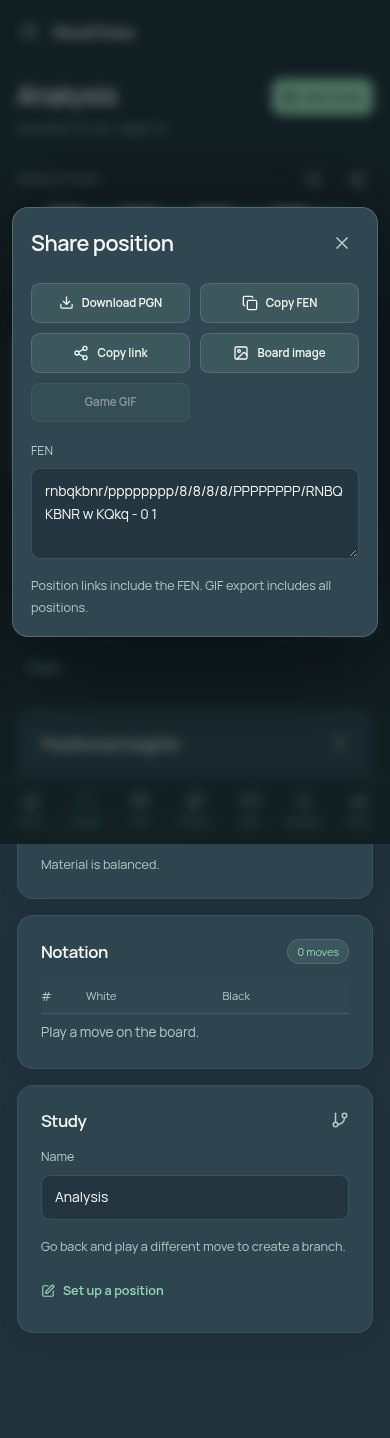 Analysis
Share position
Download PGN
Copy FEN
Copy link
Board image
Game GIF
FEN
rnbqkbnr/pppppppp/8/8/8/8/PPPPPPPP/RNBQ
KBNR w KQkq - 0 1
Position links include the FEN. GIF export includes all
positions.
Positional insights
Material is balanced.
Notation
0 moves
# White Black
Play a move on the board.
Study
Name
Analysis
Go back and play a different move to create a branch.
Set up a position